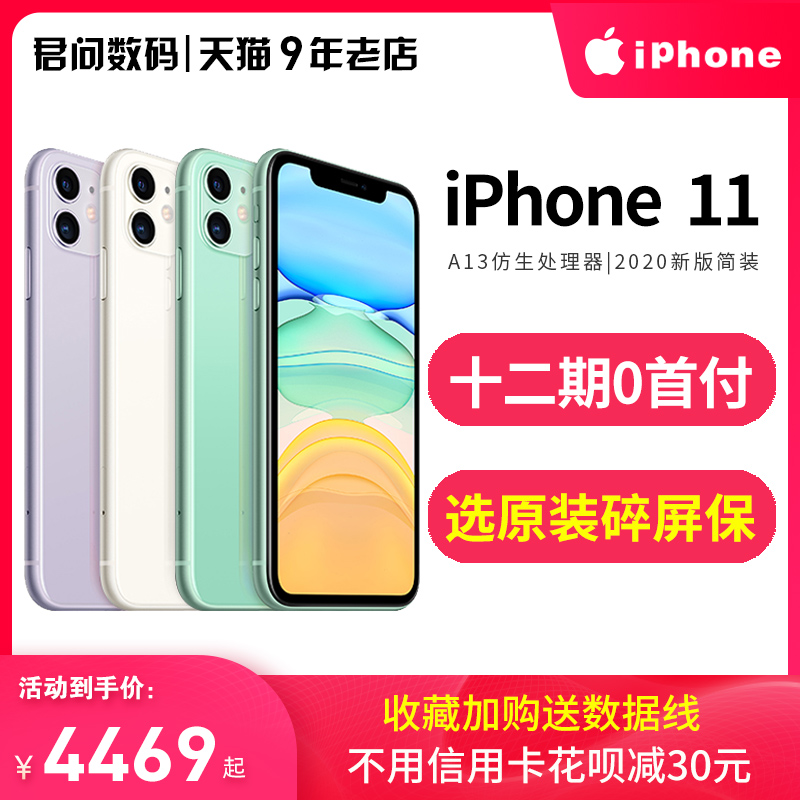 君问数码|天猫9年老店
iPhone
iPhone 11
A13仿生处理器|2020新版简装
十二期0首付
选原装碎屏保
活动到手价:
¥4469起
收藏加购送数据线
不用信用卡花呗减30元